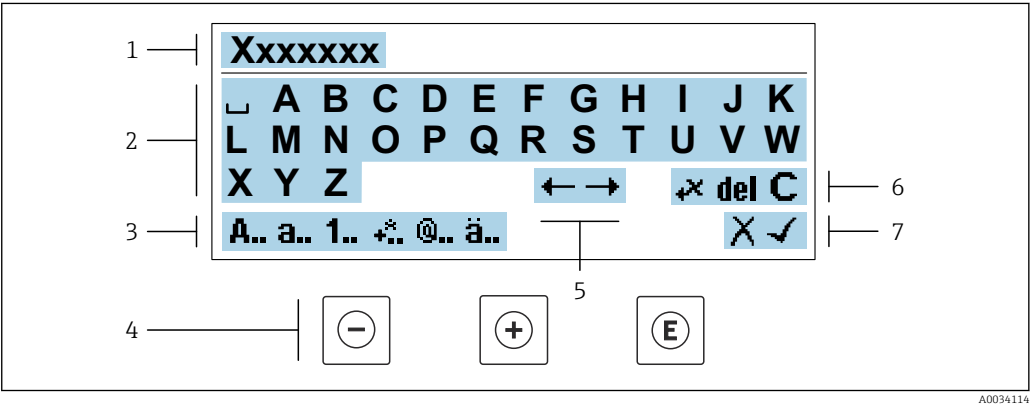 1 Xxxxxxx
2 ␣ A B C D E F G H I J K
L M N O P Q R S T U V W
X Y Z ← → +× del C 6
3 A.. a.. 1.. +×.. @.. ä.. X ✓ 7
5
4 − + E
A0034114